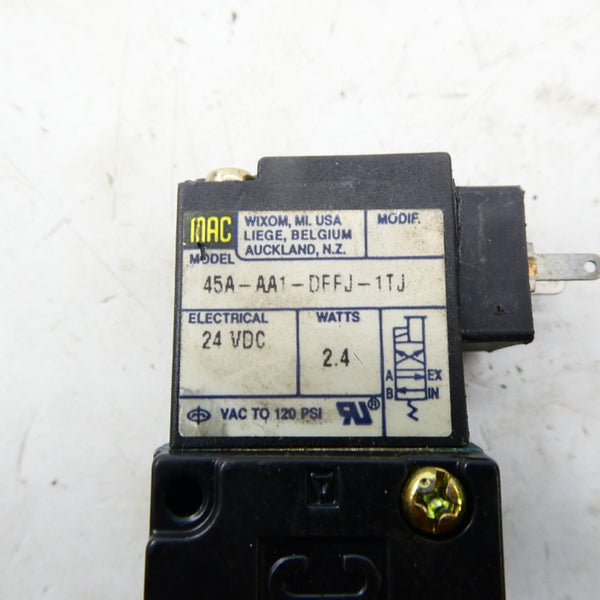 MAC
WIXOM, MI. USA
LIEGE, BELGIUM
AUCKLAND, N.Z.
MODIF.
MODEL
45A-AA1-DFFJ-1TJ
ELECTRICAL
24 VDC
WATTS
2.4
A EX
B IN
VAC TO 120 PSI RU®